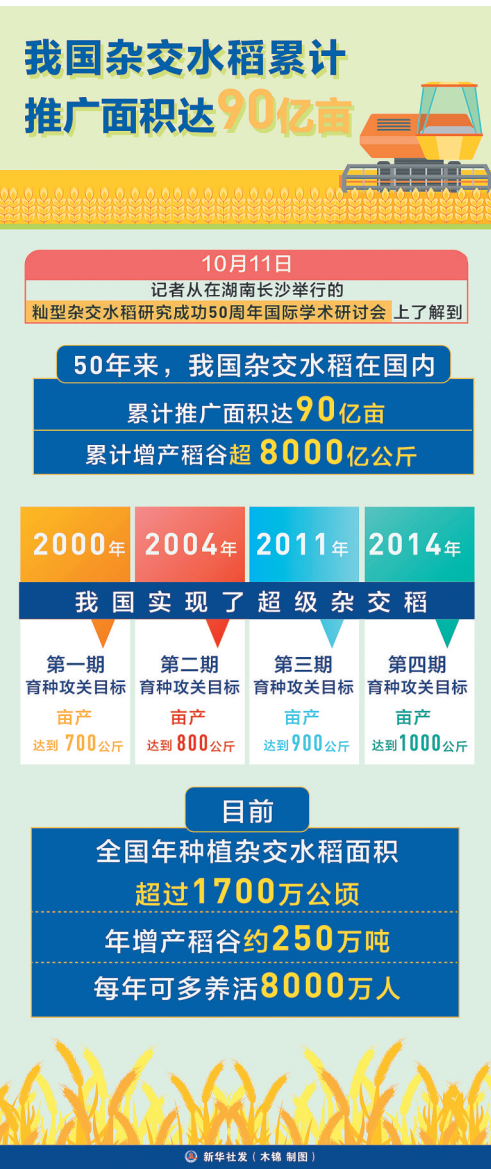 我国杂交水稻累计
推广面积达90亿亩
10月11日
记者从在湖南长沙举行的
籼型杂交水稻研究成功50周年国际学术研讨会 上了解到
50年来，我国杂交水稻在国内
累计推广面积达90亿亩
累计增产稻谷超 8000亿公斤
2000年 2004年 2011年 2014年
我国实现了超级杂交稻
第一期 第二期 第三期 第四期
育种攻关目标 育种攻关目标 育种攻关目标 育种攻关目标
亩产 亩产 亩产 亩产
达到 700公斤 达到 800公斤 达到 900公斤 达到1000公斤
目前
全国年种植杂交水稻面积
超过1700万公顷
年增产稻谷约250万吨
每年可多养活8000万人
新华社发（木锦 制图）